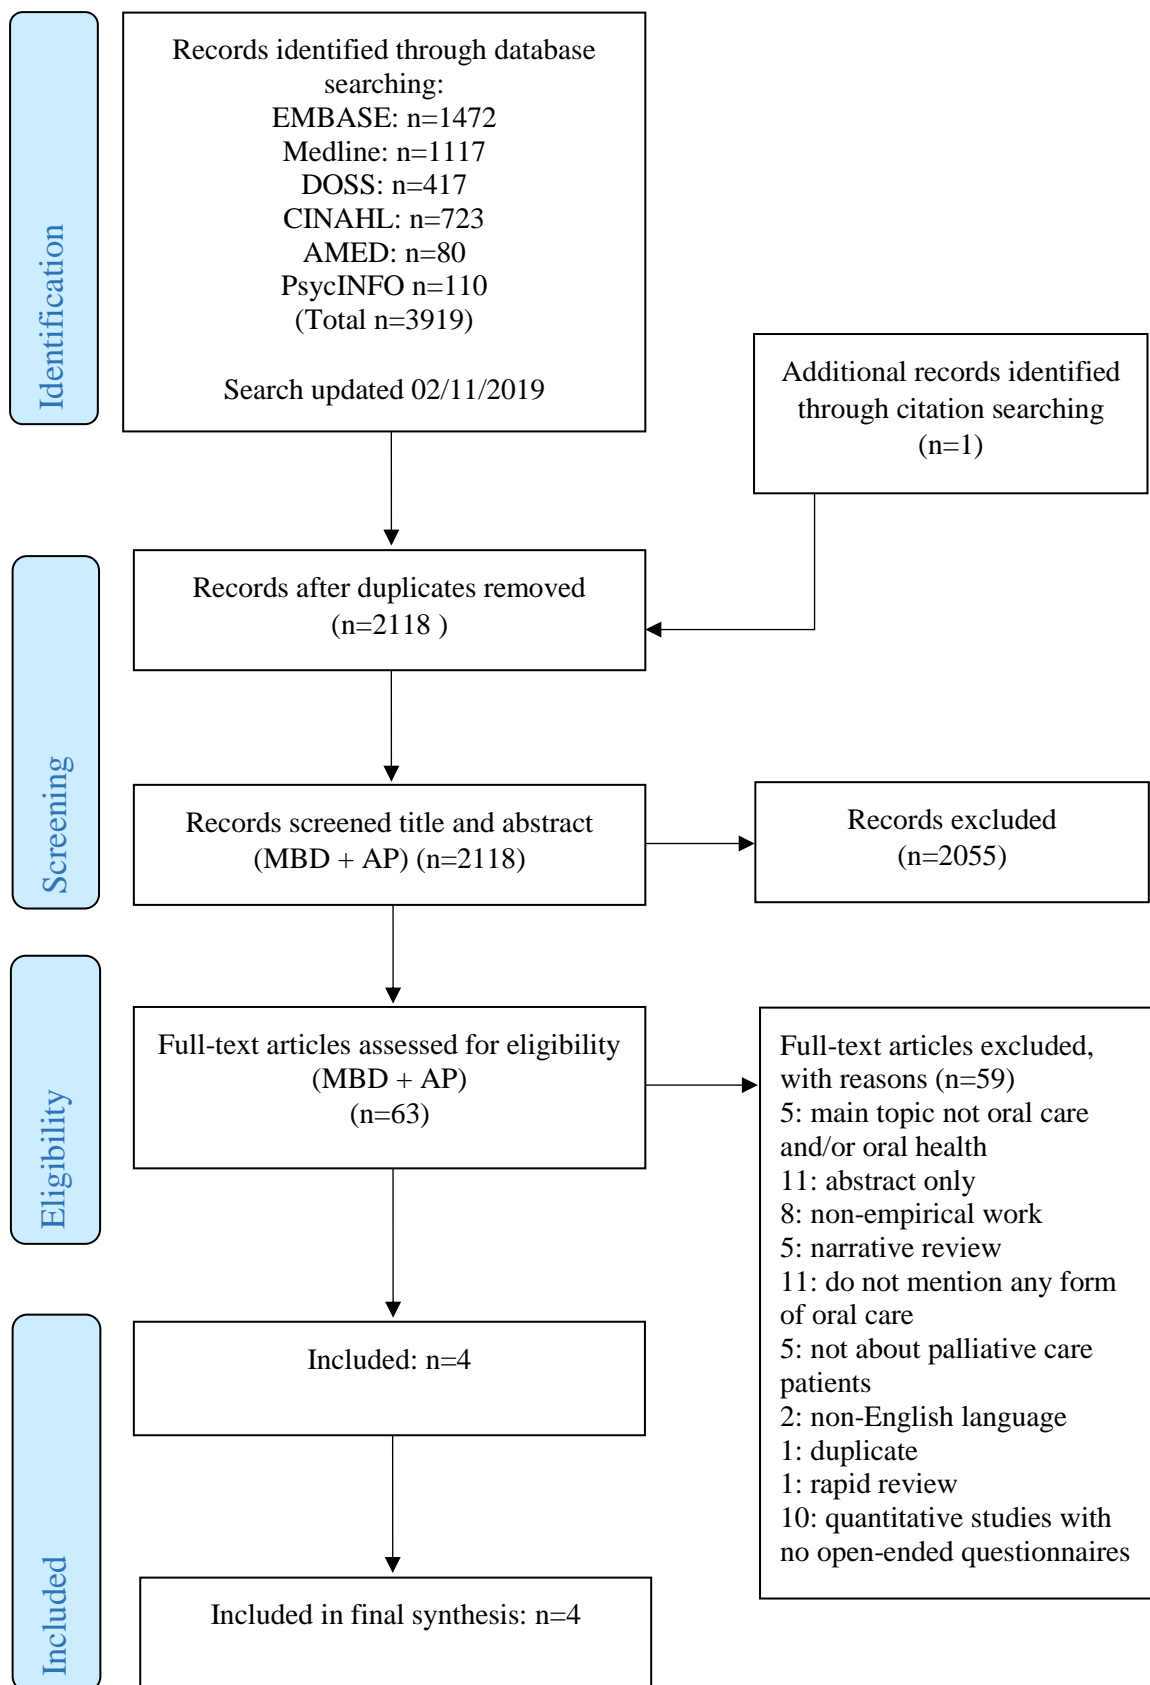 Identification
Records identified through database
searching:
EMBASE: n=1472
Medline: n=1117
DOSS: n=417
CINAHL: n=723
AMED: n=80
PsycINFO n=110
(Total n=3919)
Search updated 02/11/2019
Additional records identified
through citation searching
(n=1)
Screening
Records after duplicates removed
(n=2118 )
Records screened title and abstract
(MBD + AP) (n=2118)
Records excluded
(n=2055)
Eligibility
Full-text articles assessed for eligibility
(MBD + AP)
(n=63)
Full-text articles excluded,
with reasons (n=59)
5: main topic not oral care
and/or oral health
11: abstract only
8: non-empirical work
5: narrative review
11: do not mention any form
of oral care
5: not about palliative care
patients
2: non-English language
1: duplicate
1: rapid review
10: quantitative studies with
no open-ended questionnaires
Included
Included: n=4
Included in final synthesis: n=4